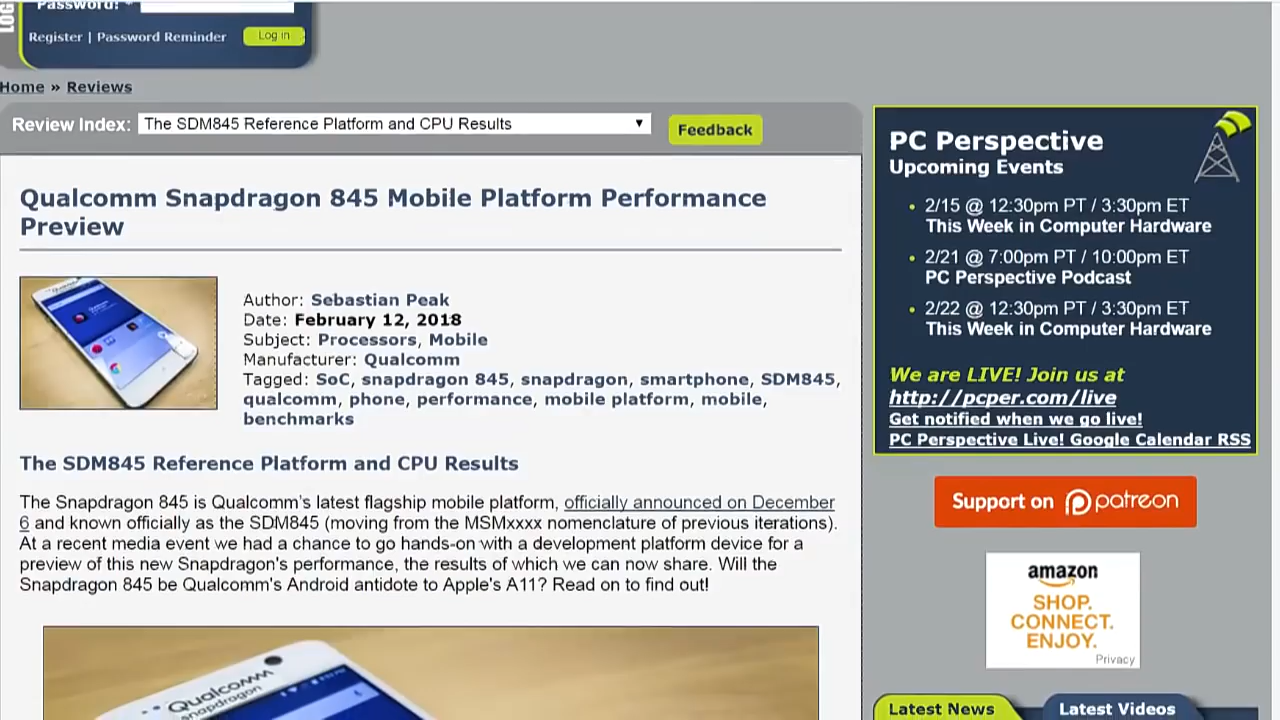 LOG
Password: *
Register | Password Reminder
Log in
Home » Reviews
Review Index:
The SDM845 Reference Platform and CPU Results
Feedback
Qualcomm Snapdragon 845 Mobile Platform Performance
Preview
Author: Sebastian Peak
Date: February 12, 2018
Subject: Processors, Mobile
Manufacturer: Qualcomm
Tagged: SoC, snapdragon 845, snapdragon, smartphone, SDM845,
qualcomm, phone, performance, mobile platform, mobile,
benchmarks
The SDM845 Reference Platform and CPU Results
The Snapdragon 845 is Qualcomm's latest flagship mobile platform, officially announced on December
6 and known officially as the SDM845 (moving from the MSMxxxx nomenclature of previous iterations).
At a recent media event we had a chance to go hands-on with a development platform device for a
preview of this new Snapdragon's performance, the results of which we can now share. Will the
Snapdragon 845 be Qualcomm's Android antidote to Apple's A11? Read on to find out!
Qualcomm
snapdragon
PC Perspective
Upcoming Events
• 2/15 @ 12:30pm PT / 3:30pm ET
This Week in Computer Hardware
• 2/21 @ 7:00pm PT / 10:00pm ET
PC Perspective Podcast
• 2/22 @ 12:30pm PT / 3:30pm ET
This Week in Computer Hardware
We are LIVE! Join us at
http://pcper.com/live
Get notified when we go live!
PC Perspective Live! Google Calendar RSS
Support on patreon
amazon
SHOP.
CONNECT.
ENJOY.
Privacy
Latest News
Latest Videos